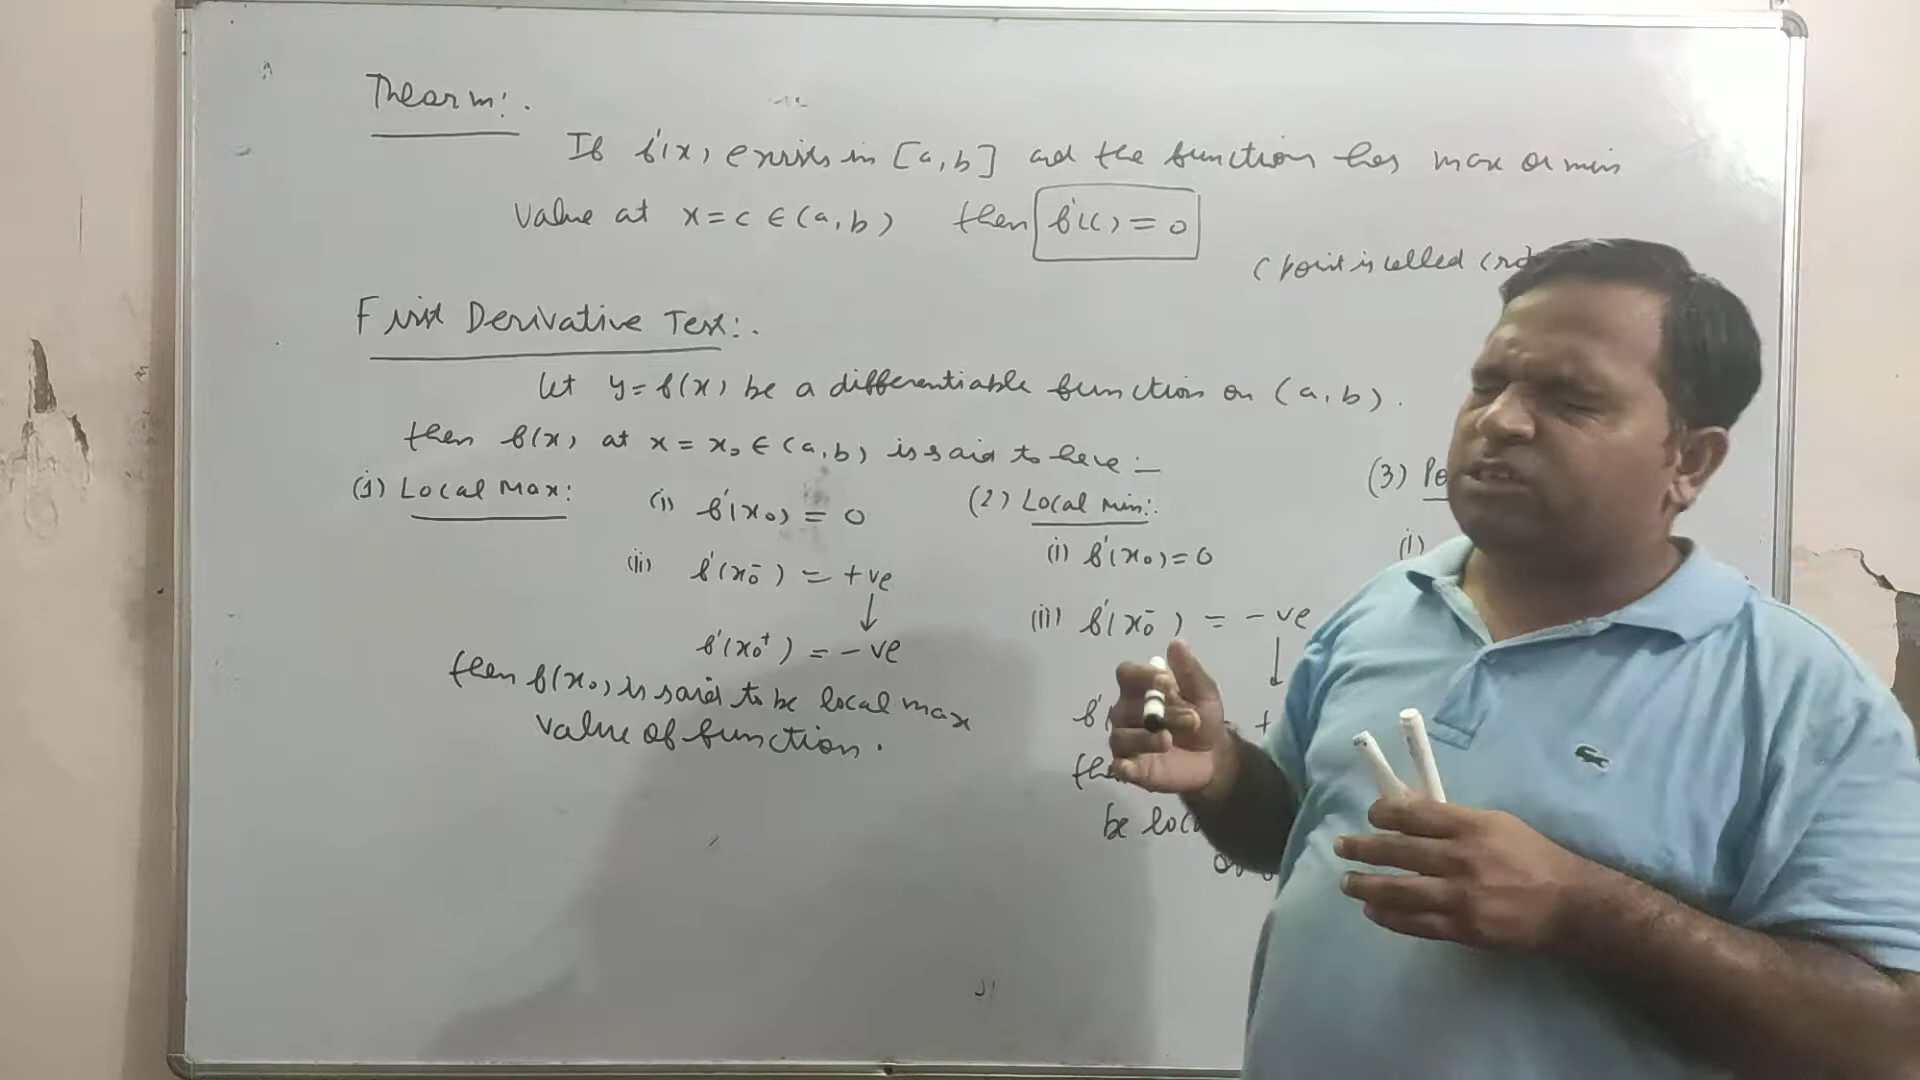 Thearm:.
If f'(x) exists in [a,b] and the function has max or min
value at x = c ∈ (a,b) then f'(c) = 0
( point is called
First Derivative Test:.
let y = f(x) be a differentiable function on (a,b).
then f(x) at x = x₀ ∈ (a,b) is said to have :-
(1) Local Max:
(i) f'(x₀) = 0
(ii) f'(x₀⁻) = +ve
↓
f'(x₀⁺) = -ve
then f(x₀) is said to be local max
value of function.
(2) Local Min:.
(i) f'(x₀) = 0
(ii) f'(x₀⁻) = -ve
↓
f'( +
be
(3)
(i)